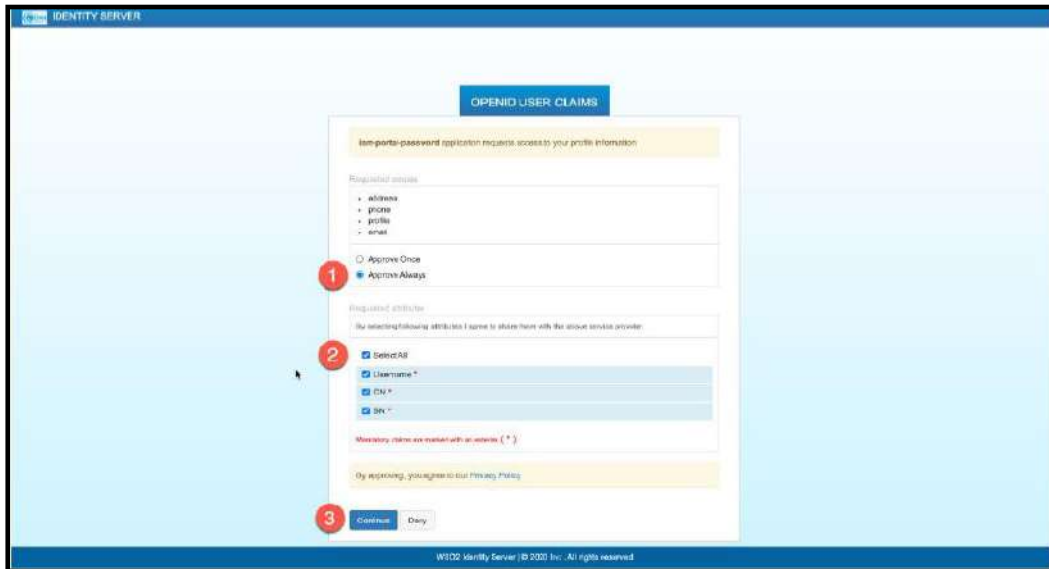 IDENTITY SERVER
OPENID USER CLAIMS
iam-portal-password application requests access to your profile information
Requested scopes
address
phone
profile
email
Approve Once
1
Approve Always
Requested attributes
By selecting following attributes I agree to share them with the above service provider.
2
Select All
Username *
CN *
SN *
Mandatory claims are marked with an asterisk ( * )
By approving, you agree to our Privacy Policy
3
Continue Deny
WSO2 Identity Server | © 2020 Inc. All rights reserved